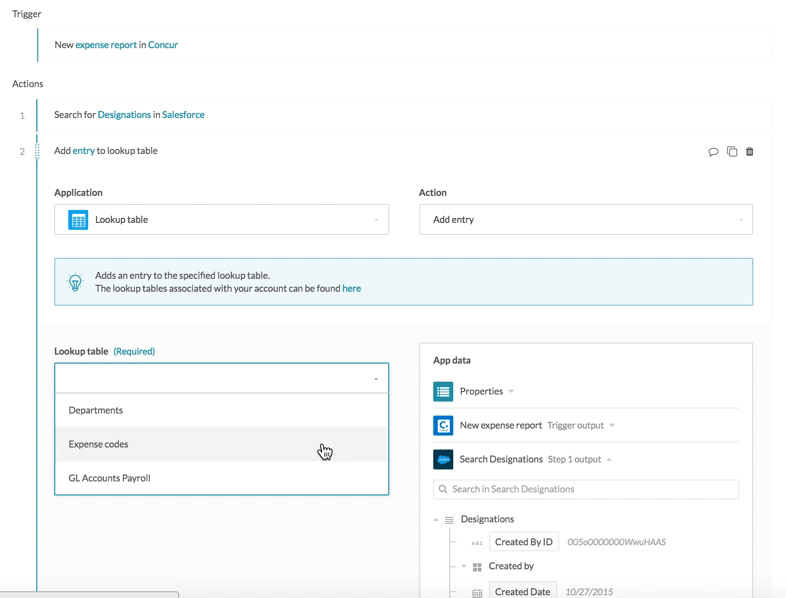 Trigger
New expense report in Concur
Actions
1
Search for Designations in Salesforce
2
Add entry to lookup table
Application
Action
Lookup table
Add entry
Adds an entry to the specified lookup table.
The lookup tables associated with your account can be found here
Lookup table (Required)
Departments
Expense codes
GL Accounts Payroll
App data
Properties
New expense report Trigger output
Search Designations Step 1 output
Search in Search Designations
Designations
ABC Created By ID 005o0000000WwuHAAS
Created by
Created Date 10/27/2015